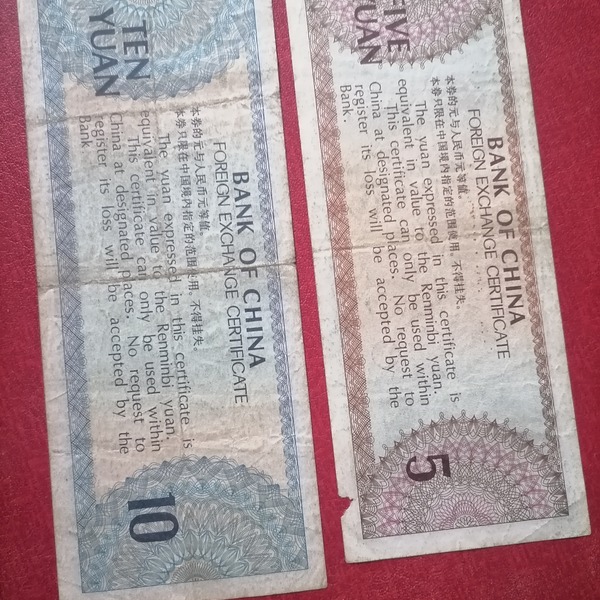 BANK OF CHINA
FOREIGN EXCHANGE CERTIFICATE
本券的元与人民币元等值。
本券只限在中国境内指定的范围使用。不得挂失。
The yuan expressed in this certificate is
equivalent in value to the Renminbi yuan.
This certificate can only be used within
China at designated places. No request to
register its loss will be accepted by the
Bank.
FIVE
YUAN
5
BANK OF CHINA
FOREIGN EXCHANGE CERTIFICATE
本券的元与人民币元等值。
本券只限在中国境内指定的范围使用。不得挂失。
The yuan expressed in this certificate is
equivalent in value to the Renminbi yuan.
This certificate can only be used within
China at designated places. No request to
register its loss will be accepted by the
Bank.
TEN
YUAN
10